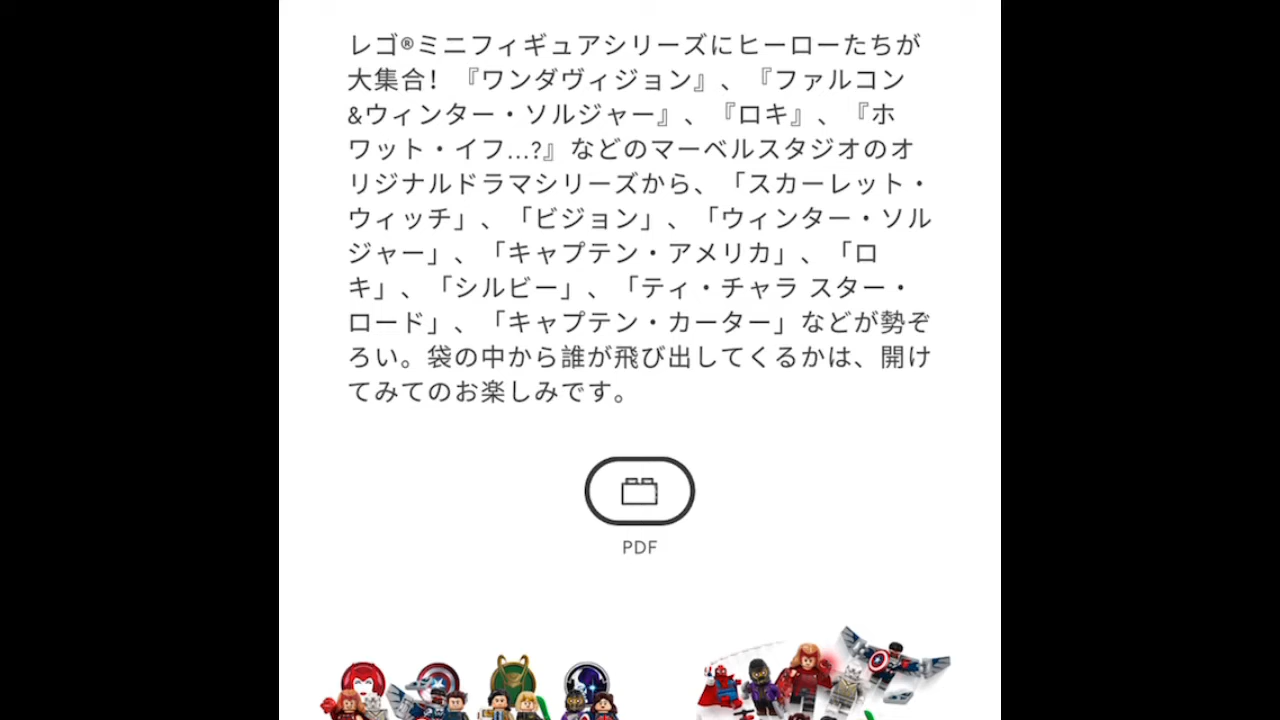 レゴ®ミニフィギュアシリーズにヒーローたちが
大集合！『ワンダヴィジョン』、『ファルコン
&ウィンター・ソルジャー』、『ロキ』、『ホ
ワット・イフ...?』などのマーベルスタジオのオ
リジナルドラマシリーズから、「スカーレット・
ウィッチ」、「ビジョン」、「ウィンター・ソル
ジャー」、「キャプテン・アメリカ」、「ロ
キ」、「シルビー」、「ティ・チャラ スター・
ロード」、「キャプテン・カーター」などが勢ぞ
ろい。袋の中から誰が飛び出してくるかは、開け
てみてのお楽しみです。
PDF